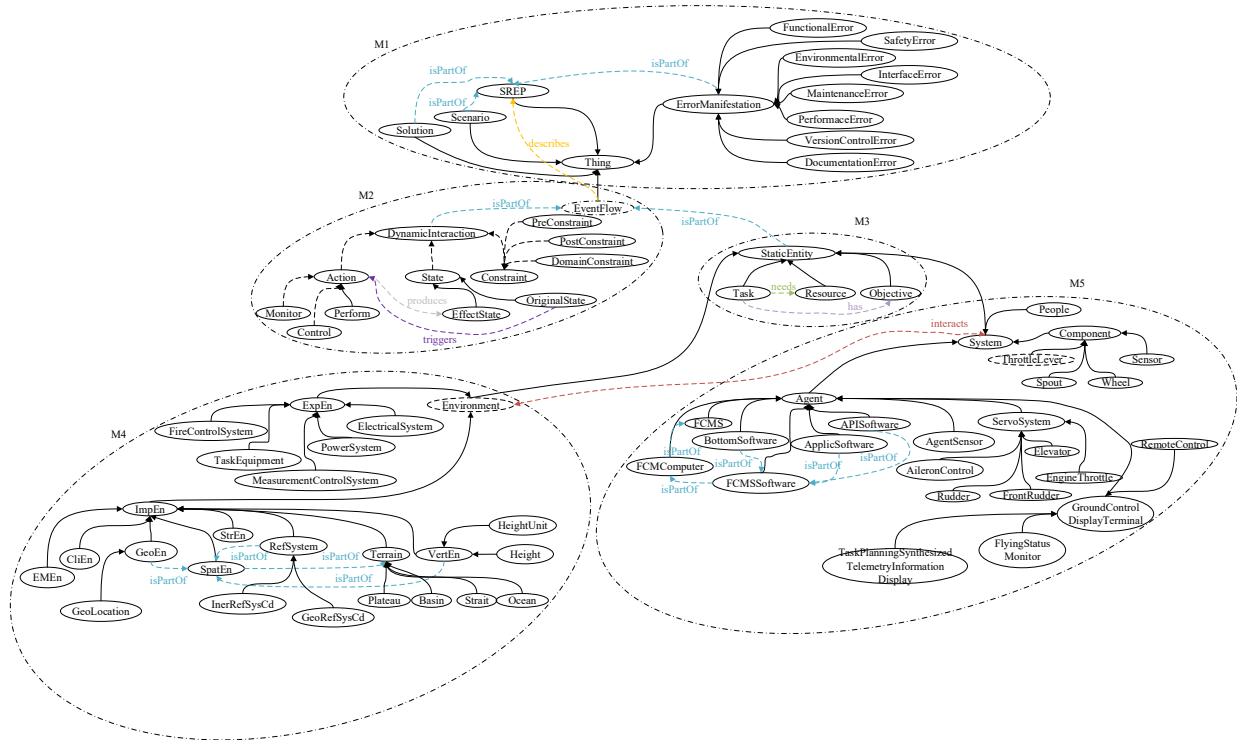 FunctionalError
SafetyError
M1
EnvironmentalError
isPartOf
isPartOf
InterfaceError
SREP
MaintenanceError
isPartOf
ErrorManifestation
Scenario
PerformaceError
Solution
VersionControlError
describes
Thing
DocumentationError
M2
isPartOf
EventFlow
isPartOf
M3
PreConstraint
DynamicInteraction
PostConstraint
StaticEntity
DomainConstraint
Action
State
Constraint
needs
Task
Resource
Objective
M5
produces
OriginalState
has
Monitor
Perform
EffectState
People
Control
triggers
interacts
System
Component
ThrottleLever
Sensor
Spout
Wheel
ExpEn
Environment
Agent
FireControlSystem
ElectricalSystem
M4
PowerSystem
FCMS
APISoftware
ServoSystem
BottomSoftware
ApplicSoftware
AgentSensor
RemoteControl
TaskEquipment
isPartOf
isPartOf
isPartOf
isPartOf
Elevator
FCMComputer
AileronControl
MeasurementControlSystem
isPartOf
FCMSSoftware
EngineThrottle
Rudder
FrontRudder
ImpEn
GroundControl
DisplayTerminal
StrEn
HeightUnit
CliEn
GeoEn
RefSystem
isPartOf
isPartOf
Terrain
VertEn
Height
FlyingStatus
Monitor
TaskPlanningSynthesized
TelemetryInformation
Display
EMEn
isPartOf
SpatEn
isPartOf
GeoLocation
InerRefSysCd
GeoRefSysCd
Plateau
Basin
Strait
Ocean